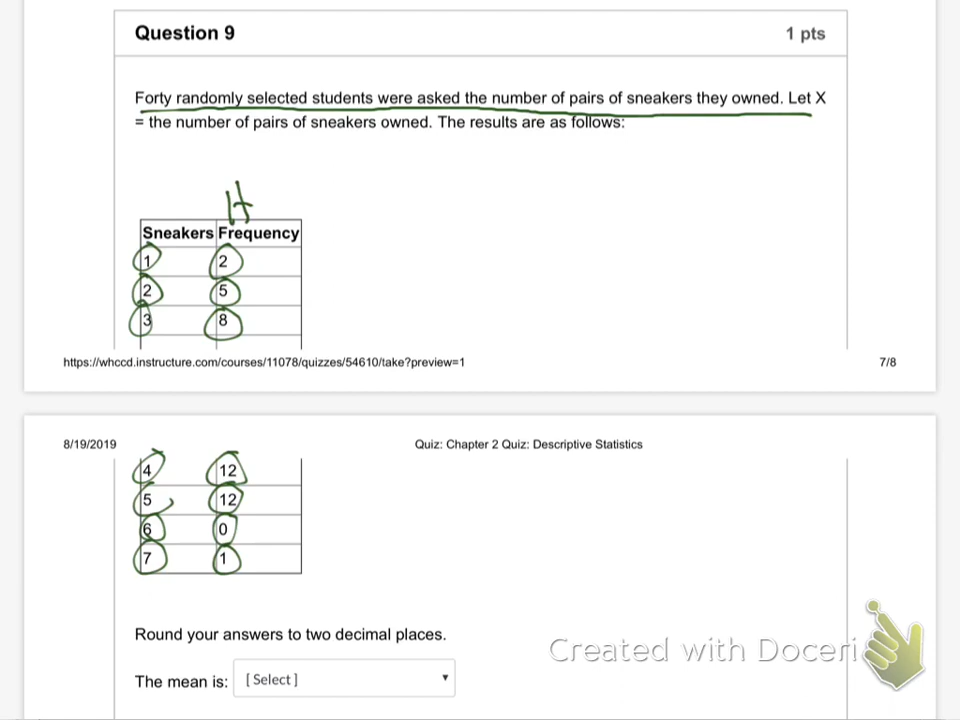 Question 9
1 pts
Forty randomly selected students were asked the number of pairs of sneakers they owned. Let X
= the number of pairs of sneakers owned. The results are as follows:
Sneakers Frequency
1 2
2 5
3 8
https://whccd.instructure.com/courses/11078/quizzes/54610/take?preview=1
7/8
8/19/2019
Quiz: Chapter 2 Quiz: Descriptive Statistics
4 12
5 12
6 0
7 1
Round your answers to two decimal places.
The mean is: [ Select ]
Created with Doceri